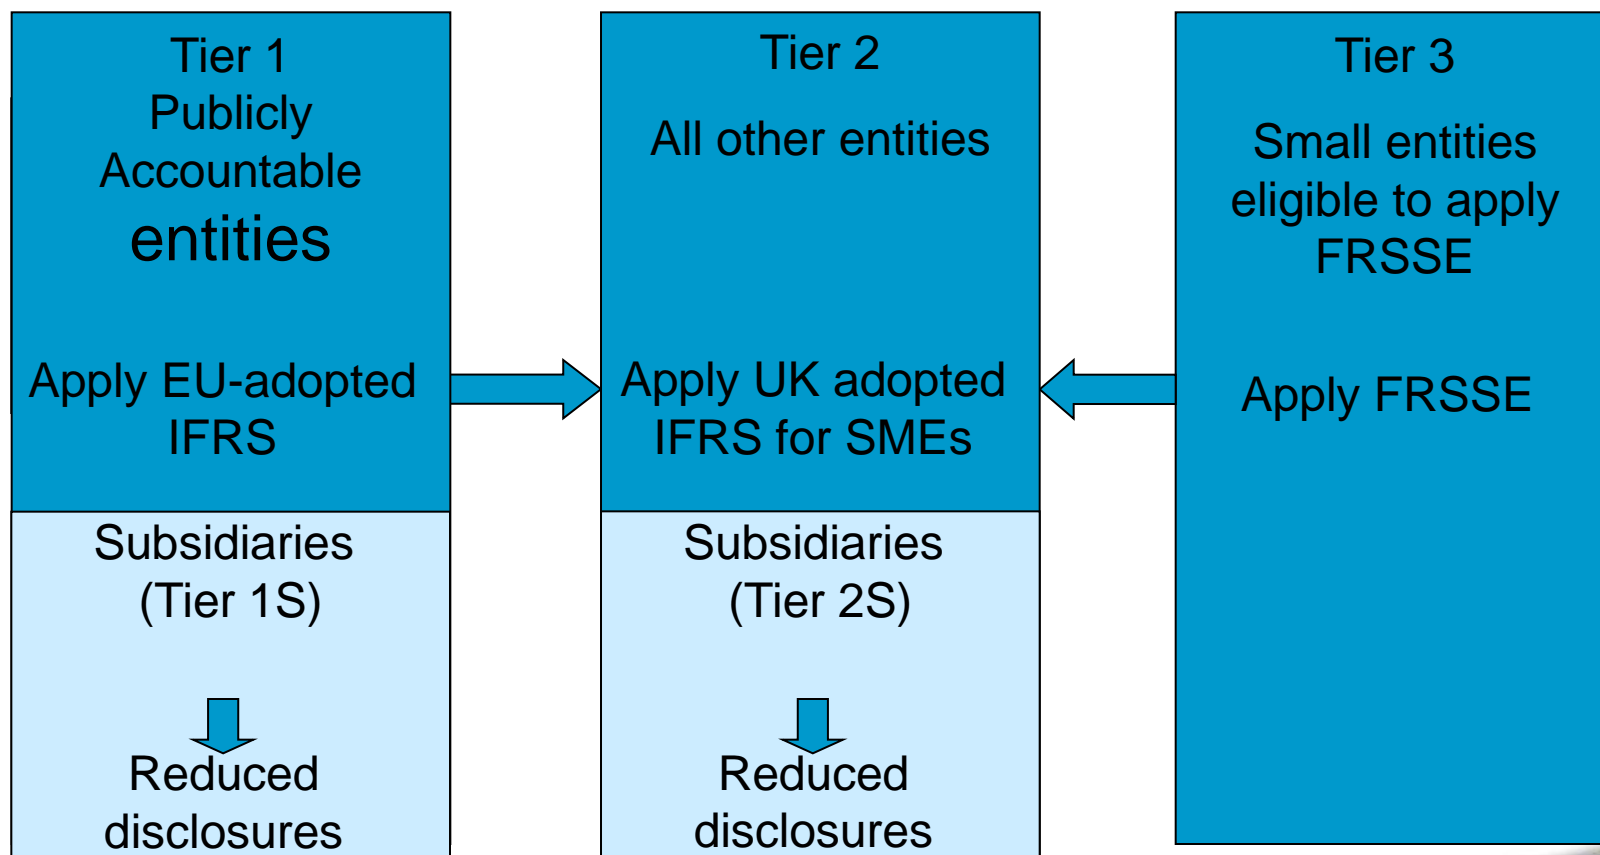 Tier 1
Publicly
Accountable
entities
Apply EU-adopted
IFRS
Subsidiaries
(Tier 1S)
Reduced
disclosures
Tier 2
All other entities
Apply UK adopted
IFRS for SMEs
Subsidiaries
(Tier 2S)
Reduced
disclosures
Tier 3
Small entities
eligible to apply
FRSSE
Apply FRSSE